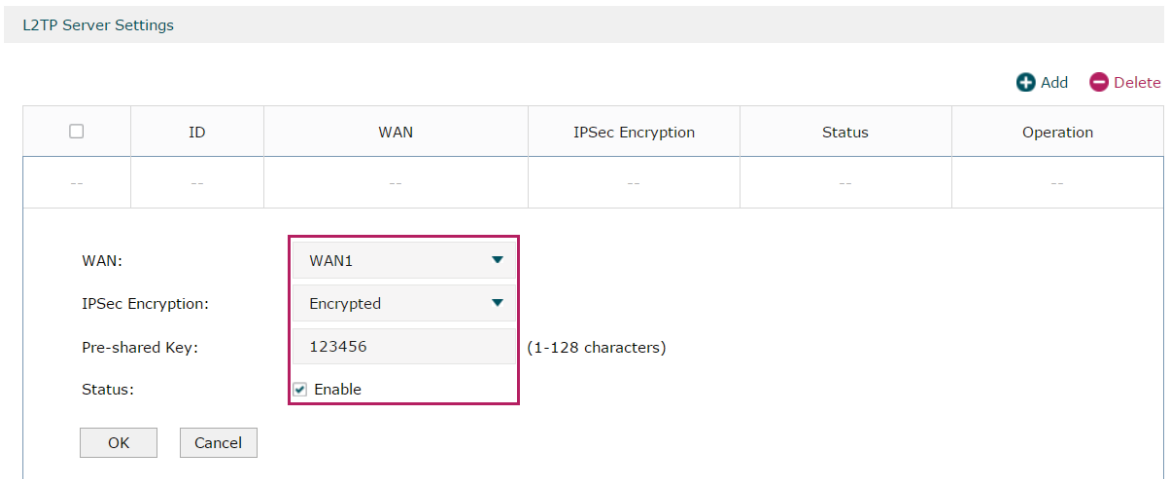 L2TP Server Settings
Add Delete
ID WAN IPSec Encryption Status Operation
-- -- -- -- -- --
WAN: WAN1
IPSec Encryption: Encrypted
Pre-shared Key: 123456 (1-128 characters)
Status: Enable
OK Cancel